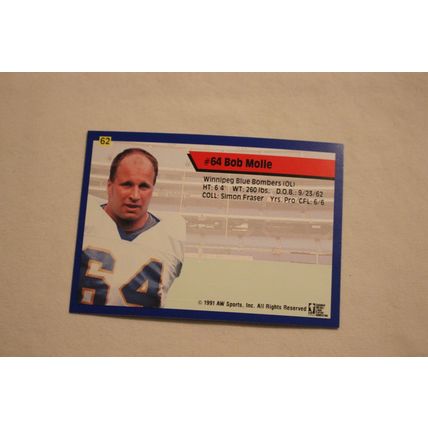 62
#64 Bob Molle
Winnipeg Blue Bombers (OL)
HT: 6'4" WT: 260 lbs. D.O.B.: 9/23/62
COLL: Simon Fraser Yrs. Pro/CFL: 6/6
64
© 1991 AW Sports, Inc. All Rights Reserved